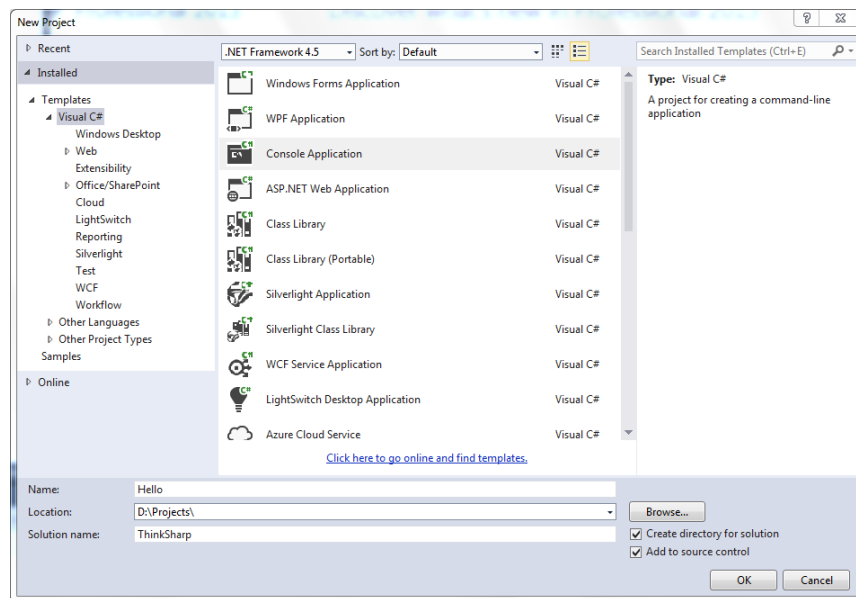 New Project
Recent
.NET Framework 4.5
Sort by: Default
Search Installed Templates (Ctrl+E)
Installed
Templates
Visual C#
Windows Desktop
Web
Extensibility
Office/SharePoint
Cloud
LightSwitch
Reporting
Silverlight
Test
WCF
Workflow
Other Languages
Other Project Types
Samples
Online
Windows Forms Application Visual C#
WPF Application Visual C#
Console Application Visual C#
ASP.NET Web Application Visual C#
Class Library Visual C#
Class Library (Portable) Visual C#
Silverlight Application Visual C#
Silverlight Class Library Visual C#
WCF Service Application Visual C#
LightSwitch Desktop Application Visual C#
Azure Cloud Service Visual C#
Click here to go online and find templates.
Type: Visual C#
A project for creating a command-line
application
Name: Hello
Location: D:\Projects\
Browse...
Solution name: ThinkSharp
Create directory for solution
Add to source control
OK Cancel